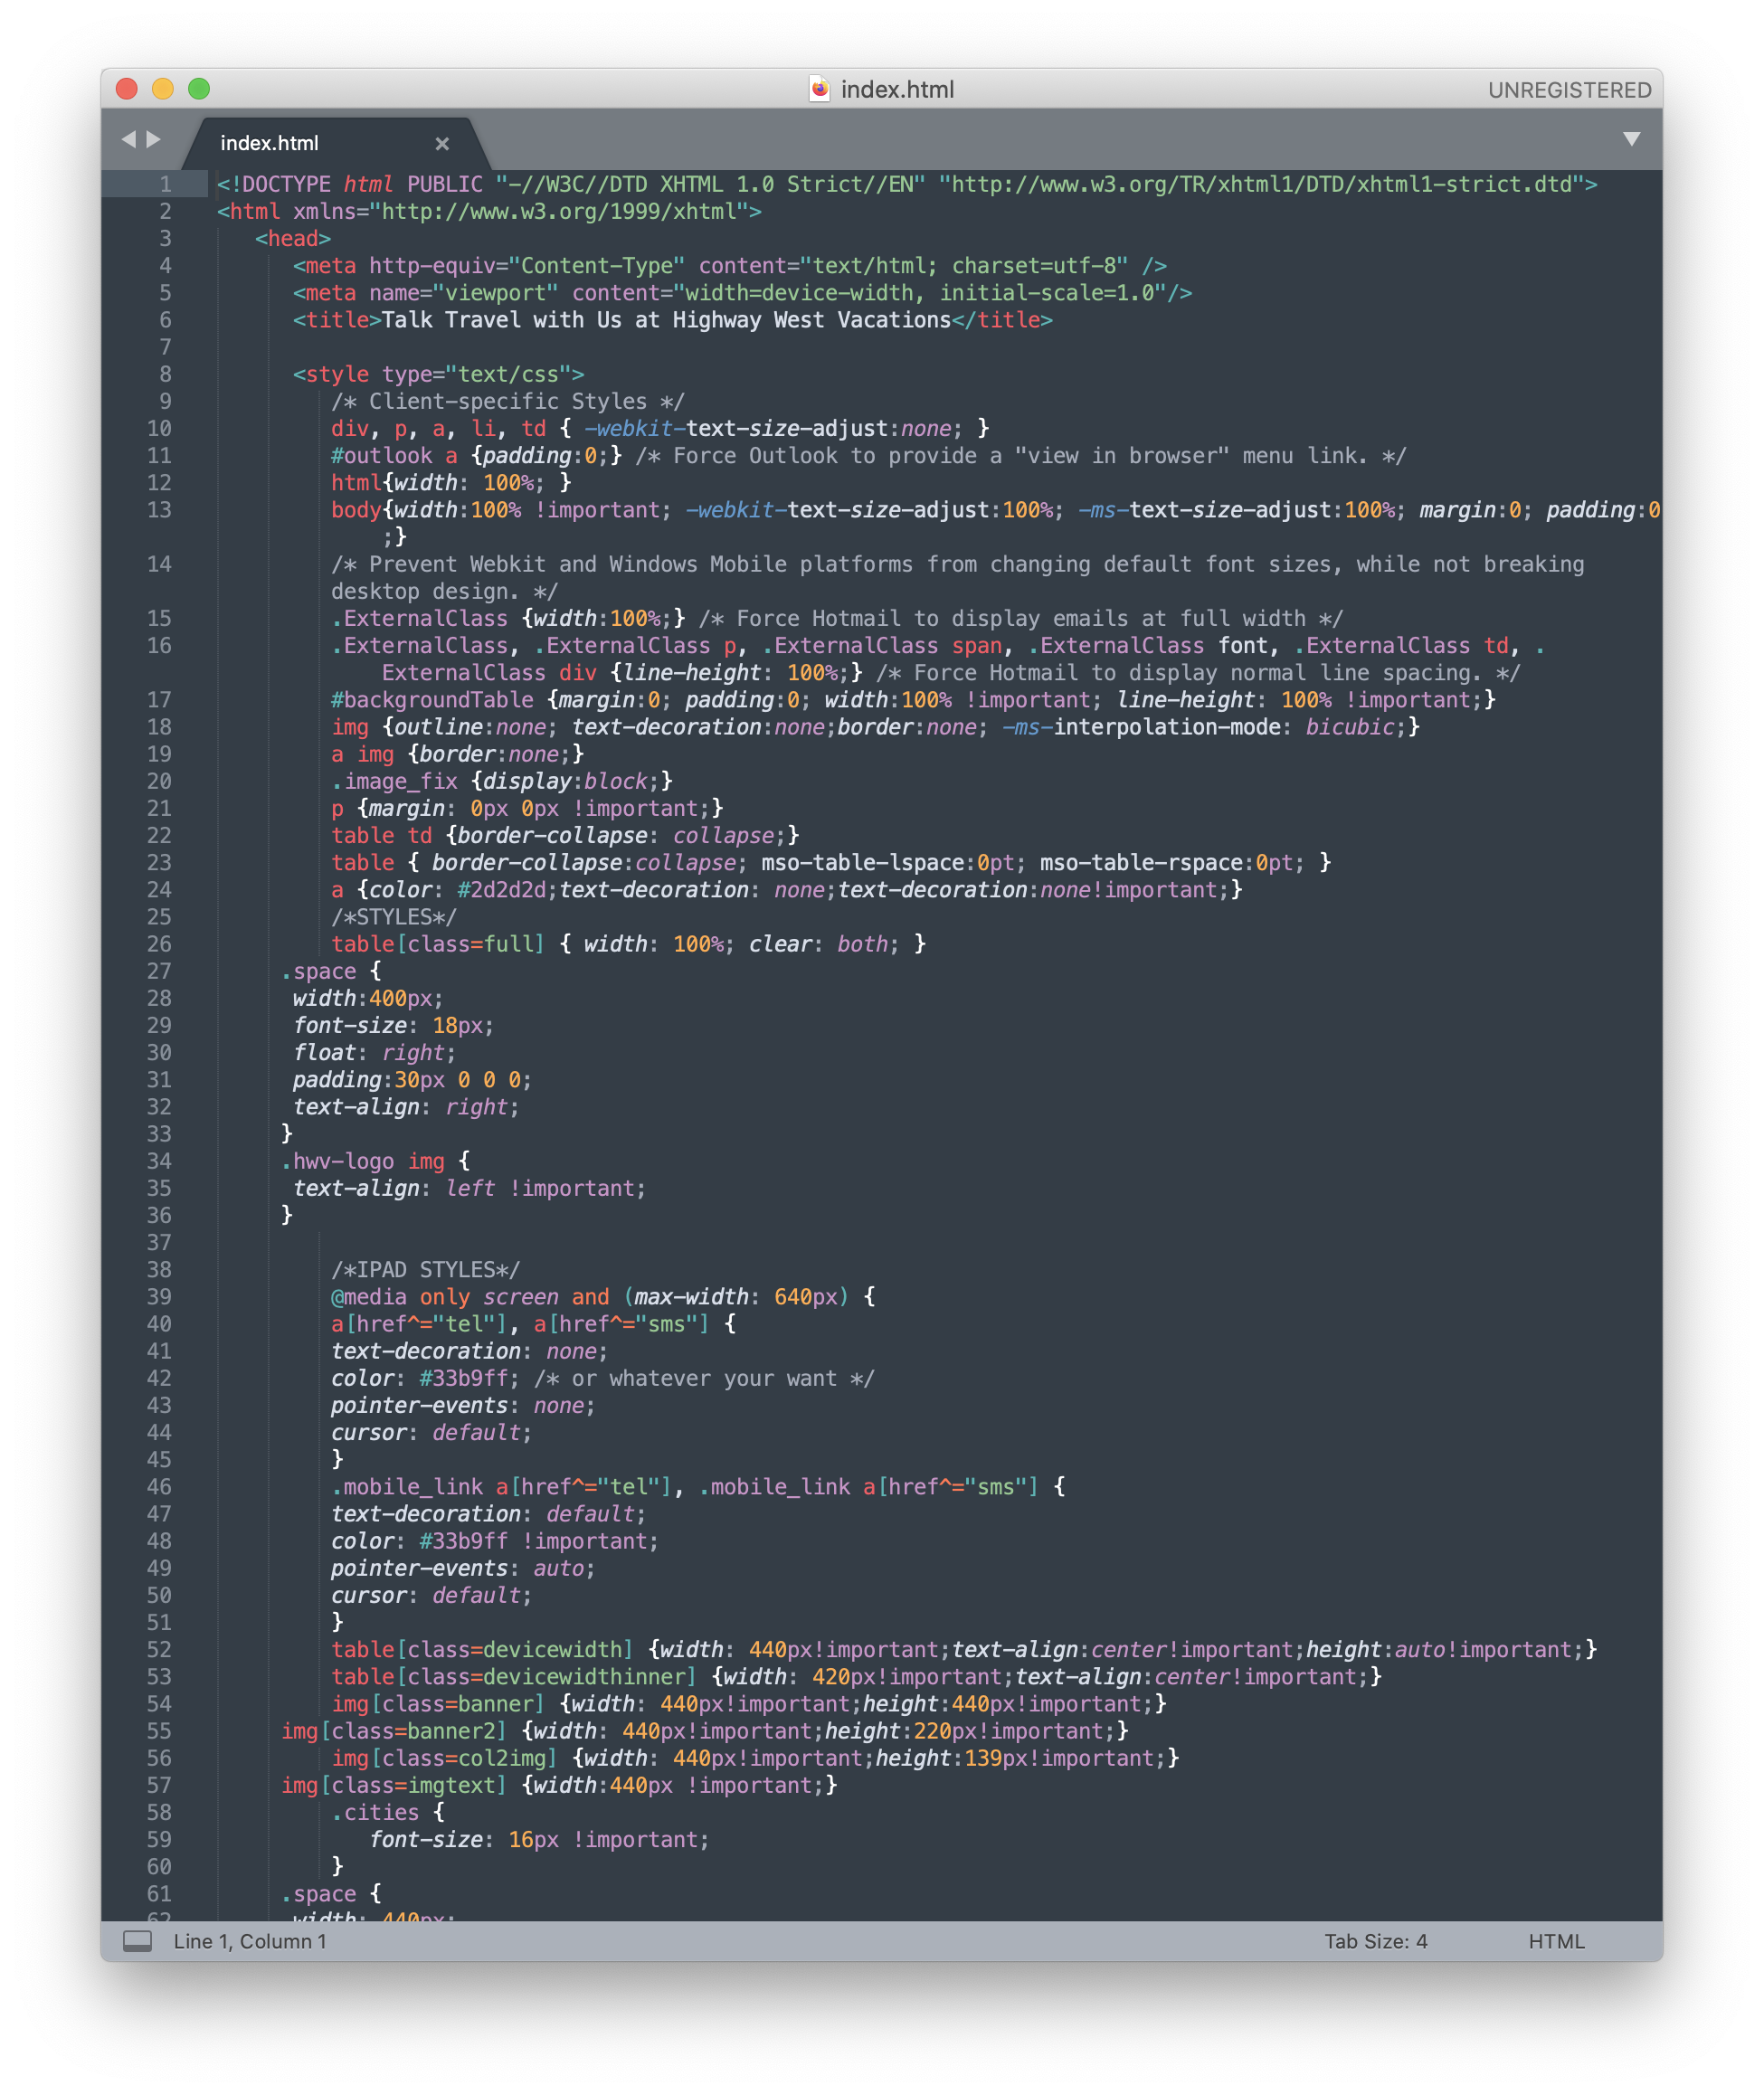 index.html
UNREGISTERED
index.html ×
1 <!DOCTYPE html PUBLIC "-//W3C//DTD XHTML 1.0 Strict//EN" "http://www.w3.org/TR/xhtml1/DTD/xhtml1-strict.dtd">
2 <html xmlns="http://www.w3.org/1999/xhtml">
3 <head>
4 <meta http-equiv="Content-Type" content="text/html; charset=utf-8" />
5 <meta name="viewport" content="width=device-width, initial-scale=1.0"/>
6 <title>Talk Travel with Us at Highway West Vacations</title>
7
8 <style type="text/css">
9 /* Client-specific Styles */
10 div, p, a, li, td { -webkit-text-size-adjust:none; }
11 #outlook a {padding:0;} /* Force Outlook to provide a "view in browser" menu link. */
12 html{width: 100%; }
13 body{width:100% !important; -webkit-text-size-adjust:100%; -ms-text-size-adjust:100%; margin:0; padding:0
;}
14 /* Prevent Webkit and Windows Mobile platforms from changing default font sizes, while not breaking
desktop design. */
15 .ExternalClass {width:100%;} /* Force Hotmail to display emails at full width */
16 .ExternalClass, .ExternalClass p, .ExternalClass span, .ExternalClass font, .ExternalClass td, .
ExternalClass div {line-height: 100%;} /* Force Hotmail to display normal line spacing. */
17 #backgroundTable {margin:0; padding:0; width:100% !important; line-height: 100% !important;}
18 img {outline:none; text-decoration:none;border:none; -ms-interpolation-mode: bicubic;}
19 a img {border:none;}
20 .image_fix {display:block;}
21 p {margin: 0px 0px !important;}
22 table td {border-collapse: collapse;}
23 table { border-collapse:collapse; mso-table-lspace:0pt; mso-table-rspace:0pt; }
24 a {color: #2d2d2d;text-decoration: none;text-decoration:none!important;}
25 /*STYLES*/
26 table[class=full] { width: 100%; clear: both; }
27 .space {
28 width:400px;
29 font-size: 18px;
30 float: right;
31 padding:30px 0 0 0;
32 text-align: right;
33 }
34 .hwv-logo img {
35 text-align: left !important;
36 }
37
38 /*IPAD STYLES*/
39 @media only screen and (max-width: 640px) {
40 a[href^="tel"], a[href^="sms"] {
41 text-decoration: none;
42 color: #33b9ff; /* or whatever your want */
43 pointer-events: none;
44 cursor: default;
45 }
46 .mobile_link a[href^="tel"], .mobile_link a[href^="sms"] {
47 text-decoration: default;
48 color: #33b9ff !important;
49 pointer-events: auto;
50 cursor: default;
51 }
52 table[class=devicewidth] {width: 440px!important;text-align:center!important;height:auto!important;}
53 table[class=devicewidthinner] {width: 420px!important;text-align:center!important;}
54 img[class=banner] {width: 440px!important;height:440px!important;}
55 img[class=banner2] {width: 440px!important;height:220px!important;}
56 img[class=col2img] {width: 440px!important;height:139px!important;}
57 img[class=imgtext] {width:440px !important;}
58 .cities {
59 font-size: 16px !important;
60 }
61 .space {
62 width: 440px;
Line 1, Column 1
Tab Size: 4
HTML